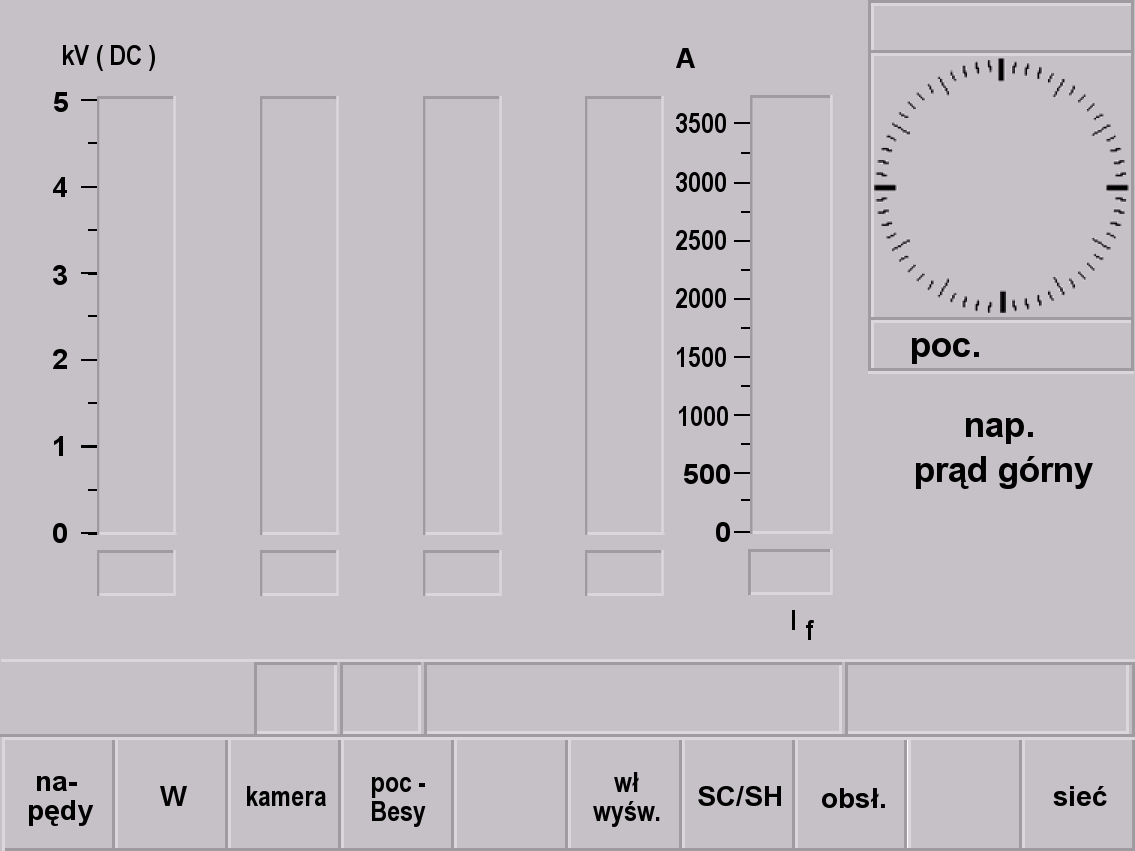 kV ( DC )
A
5
4
3
2
1
0
3500
3000
2500
2000
1500
1000
500
0
I f
poc.
nap.
prąd górny
na-
pędy
W
kamera
poc -
Besy
wł
wyśw.
SC/SH
obsł.
sieć